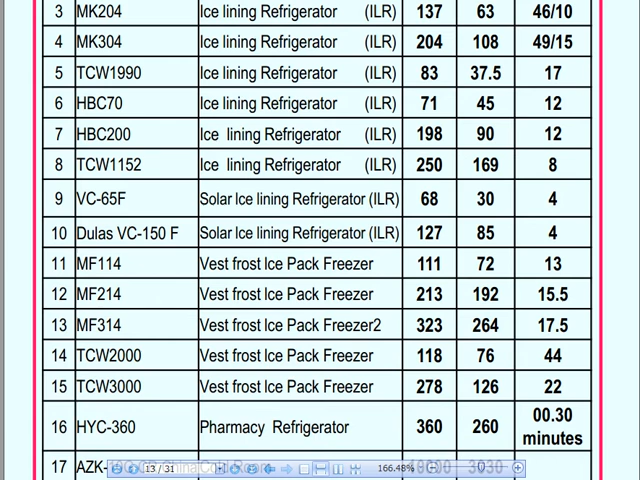 3 MK204 Ice lining Refrigerator (ILR) 137 63 46/10
4 MK304 Ice lining Refrigerator (ILR) 204 108 49/15
5 TCW1990 Ice lining Refrigerator (ILR) 83 37.5 17
6 HBC70 Ice lining Refrigerator (ILR) 71 45 12
7 HBC200 Ice lining Refrigerator (ILR) 198 90 12
8 TCW1152 Ice lining Refrigerator (ILR) 250 169 8
9 VC-65F Solar Ice lining Refrigerator (ILR) 68 30 4
10 Dulas VC-150 F Solar Ice lining Refrigerator (ILR) 127 85 4
11 MF114 Vest frost Ice Pack Freezer 111 72 13
12 MF214 Vest frost Ice Pack Freezer 213 192 15.5
13 MF314 Vest frost Ice Pack Freezer2 323 264 17.5
14 TCW2000 Vest frost Ice Pack Freezer 118 76 44
15 TCW3000 Vest frost Ice Pack Freezer 278 126 22
16 HYC-360 Pharmacy Refrigerator 360 260 00.30 minutes
17 AZK-
13 / 31 166.48%